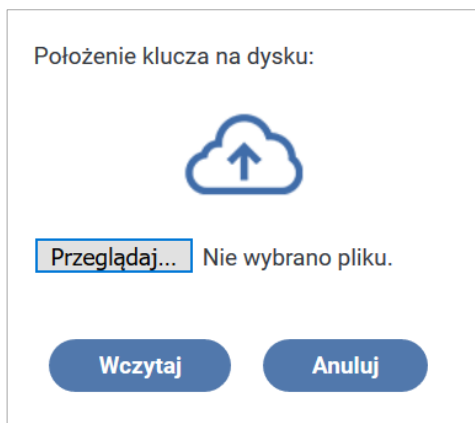 Położenie klucza na dysku:
Przeglądaj... Nie wybrano pliku.
Wczytaj Anuluj